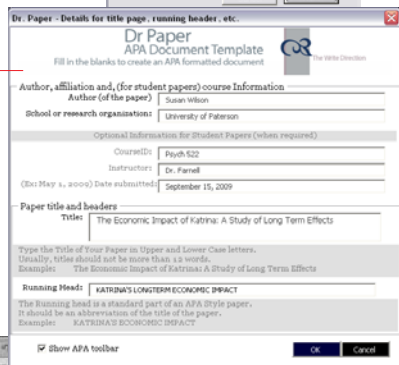 Dr. Paper - Details for title page, running header, etc.
Dr Paper
APA Document Template
Fill in the blanks to create an APA formatted document
The Write Direction
Author, affiliation and, (for student papers) course Information
Author (of the paper) Susan Wilson
School or research organization: University of Paterson
Optional Information for Student Papers (when required)
CourseID: Psych 522
Instructor: Dr. Farnell
(Ex: May 1, 2009) Date submitted: September 15, 2009
Paper title and headers
Title: The Economic Impact of Katrina: A Study of Long Term Effects
Type the Title of Your Paper in Upper and Lower Case letters.
Usually, titles should not be more than 12 words.
Example: The Economic Impact of Katrina: A Study of Long Term Effects
Running Head: KATRINA'S LONGTERM ECONOMIC IMPACT
The Running head is a standard part of an APA Style paper.
It should be an abbreviation of the title of the paper.
Example: KATRINA'S ECONOMIC IMPACT
Show APA toolbar
OK Cancel